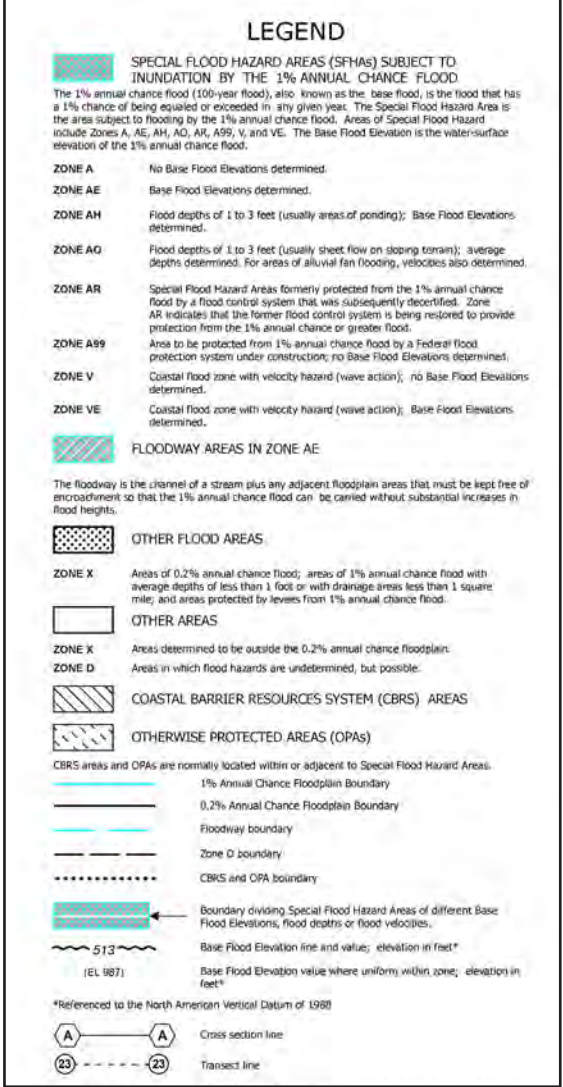 LEGEND
SPECIAL FLOOD HAZARD AREAS (SFHAs) SUBJECT TO
INUNDATION BY THE 1% ANNUAL CHANCE FLOOD
The 1% annual chance flood (100-year flood), also known as the base flood, is the flood that has
a 1% chance of being equaled or exceeded in any given year. The Special Flood Hazard Area is
the area subject to flooding by the 1% annual chance flood. Areas of Special Flood Hazard
include Zones A, AE, AH, AO, AR, A99, V, and VE. The Base Flood Elevation is the water-surface
elevation of the 1% annual chance flood.
ZONE A No Base Flood Elevations determined.
ZONE AE Base Flood Elevations determined.
ZONE AH Flood depths of 1 to 3 feet (usually areas of ponding); Base Flood Elevations
determined.
ZONE AO Flood depths of 1 to 3 feet (usually sheet flow on sloping terrain); average
depths determined. For areas of alluvial fan flooding, velocities also determined.
ZONE AR Special Flood Hazard Areas formerly protected from the 1% annual chance
flood by a flood control system that was subsequently decertified. Zone
AR indicates that the former flood control system is being restored to provide
protection from the 1% annual chance or greater flood.
ZONE A99 Area to be protected from 1% annual chance flood by a Federal flood
protection system under construction; no Base Flood Elevations determined.
ZONE V Coastal flood zone with velocity hazard (wave action); no Base Flood Elevations
determined.
ZONE VE Coastal flood zone with velocity hazard (wave action); Base Flood Elevations
determined.
FLOODWAY AREAS IN ZONE AE
The floodway is the channel of a stream plus any adjacent floodplain areas that must be kept free of
encroachment so that the 1% annual chance flood can be carried without substantial increases in
flood heights.
OTHER FLOOD AREAS
ZONE X Areas of 0.2% annual chance flood; areas of 1% annual chance flood with
average depths of less than 1 foot or with drainage areas less than 1 square
mile; and areas protected by levees from 1% annual chance flood.
OTHER AREAS
ZONE X Areas determined to be outside the 0.2% annual chance floodplain.
ZONE D Areas in which flood hazards are undetermined, but possible.
COASTAL BARRIER RESOURCES SYSTEM (CBRS) AREAS
OTHERWISE PROTECTED AREAS (OPAs)
CBRS areas and OPAs are normally located within or adjacent to Special Flood Hazard Areas.
1% Annual Chance Floodplain Boundary
0.2% Annual Chance Floodplain Boundary
Floodway boundary
Zone D boundary
CBRS and OPA boundary
Boundary dividing Special Flood Hazard Areas of different Base
Flood Elevations, flood depths or flood velocities.
513 Base Flood Elevation line and value; elevation in feet*
(EL 987) Base Flood Elevation value where uniform within zone; elevation in
feet*
*Referenced to the North American Vertical Datum of 1988
A A Cross section line
23 23 Transect line